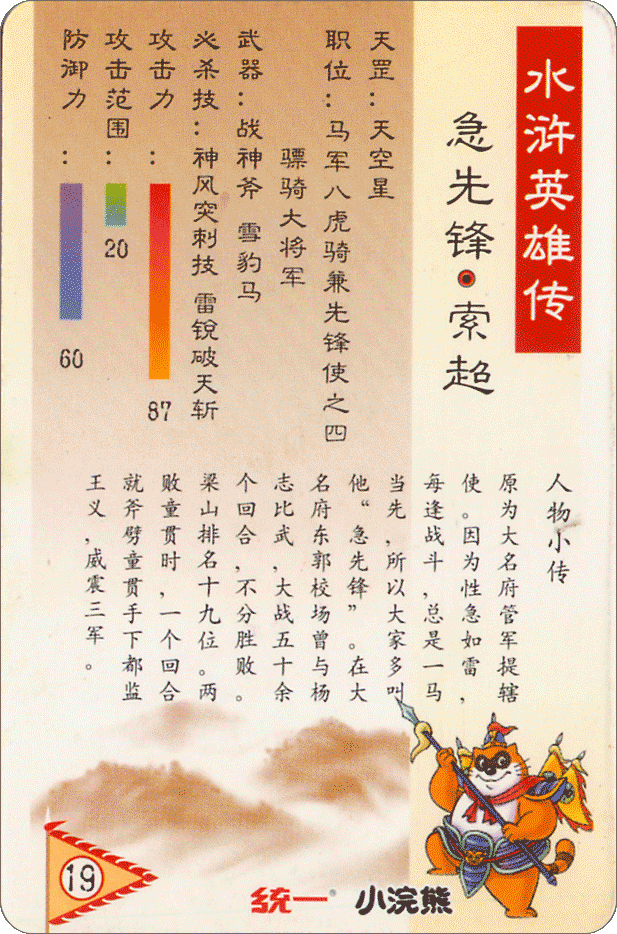 水浒英雄传
急先锋·索超
天罡：天空星
职位：马军八虎骑兼先锋使之四
骠骑大将军
武器：战神斧 雪豹马
必杀技：神风突刺技 雷锐破天斩
攻击力：
87
攻击范围：
20
防御力：
60
人物小传
原为大名府管军提辖
使。因为性急如雷，
每逢战斗，总是一马
当先，所以大家多叫
他“急先锋”。在大
名府东郭校场曾与杨
志比武，大战五十余
个回合，不分胜败。
梁山排名十九位。两
败童贯时，一个回合
就斧劈童贯手下都监
王义，威震三军。
19
统一 小浣熊